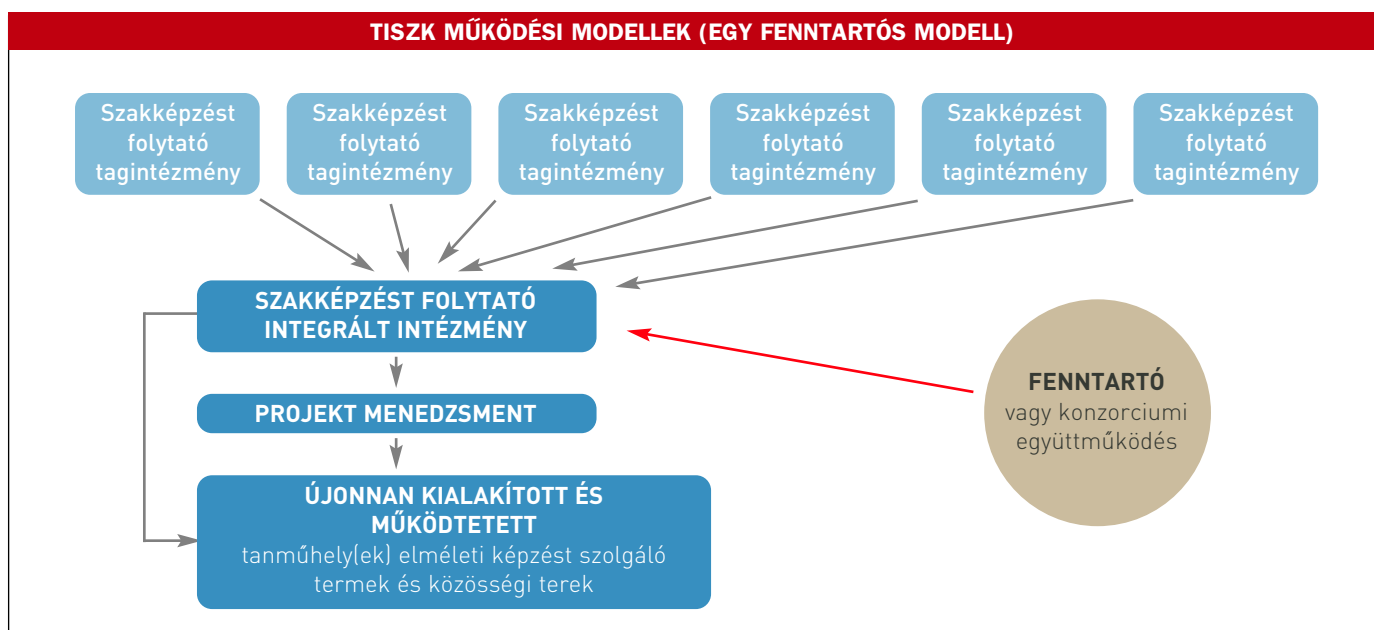 TISZK MŰKÖDÉSI MODELLEK (EGY FENNTARTÓS MODELL)
Szakképzést
folytató
tagintézmény
Szakképzést
folytató
tagintézmény
Szakképzést
folytató
tagintézmény
Szakképzést
folytató
tagintézmény
Szakképzést
folytató
tagintézmény
Szakképzést
folytató
tagintézmény
SZAKKÉPZÉST FOLYTATÓ
INTEGRÁLT INTÉZMÉNY
PROJEKT MENEDZSMENT
ÚJONNAN KIALAKÍTOTT ÉS
MŰKÖDTETETT
tanműhely(ek) elméleti képzést szolgáló
termek és közösségi terek
FENNTARTÓ
vagy konzorciumi
együttműködés